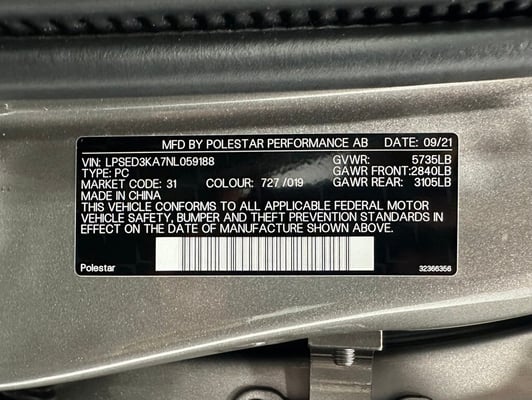 MFD BY POLESTAR PERFORMANCE AB DATE: 09/21
VIN: LPSED3KA7NL059188 GVWR: 5735LB
TYPE: PC GAWR FRONT:2840LB
MARKET CODE: 31 COLOUR: 727/019 GAWR REAR: 3105LB
MADE IN CHINA
THIS VEHICLE CONFORMS TO ALL APPLICABLE FEDERAL MOTOR
VEHICLE SAFETY, BUMPER AND THEFT PREVENTION STANDARDS IN
EFFECT ON THE DATE OF MANUFACTURE SHOWN ABOVE.
Polestar 32366356